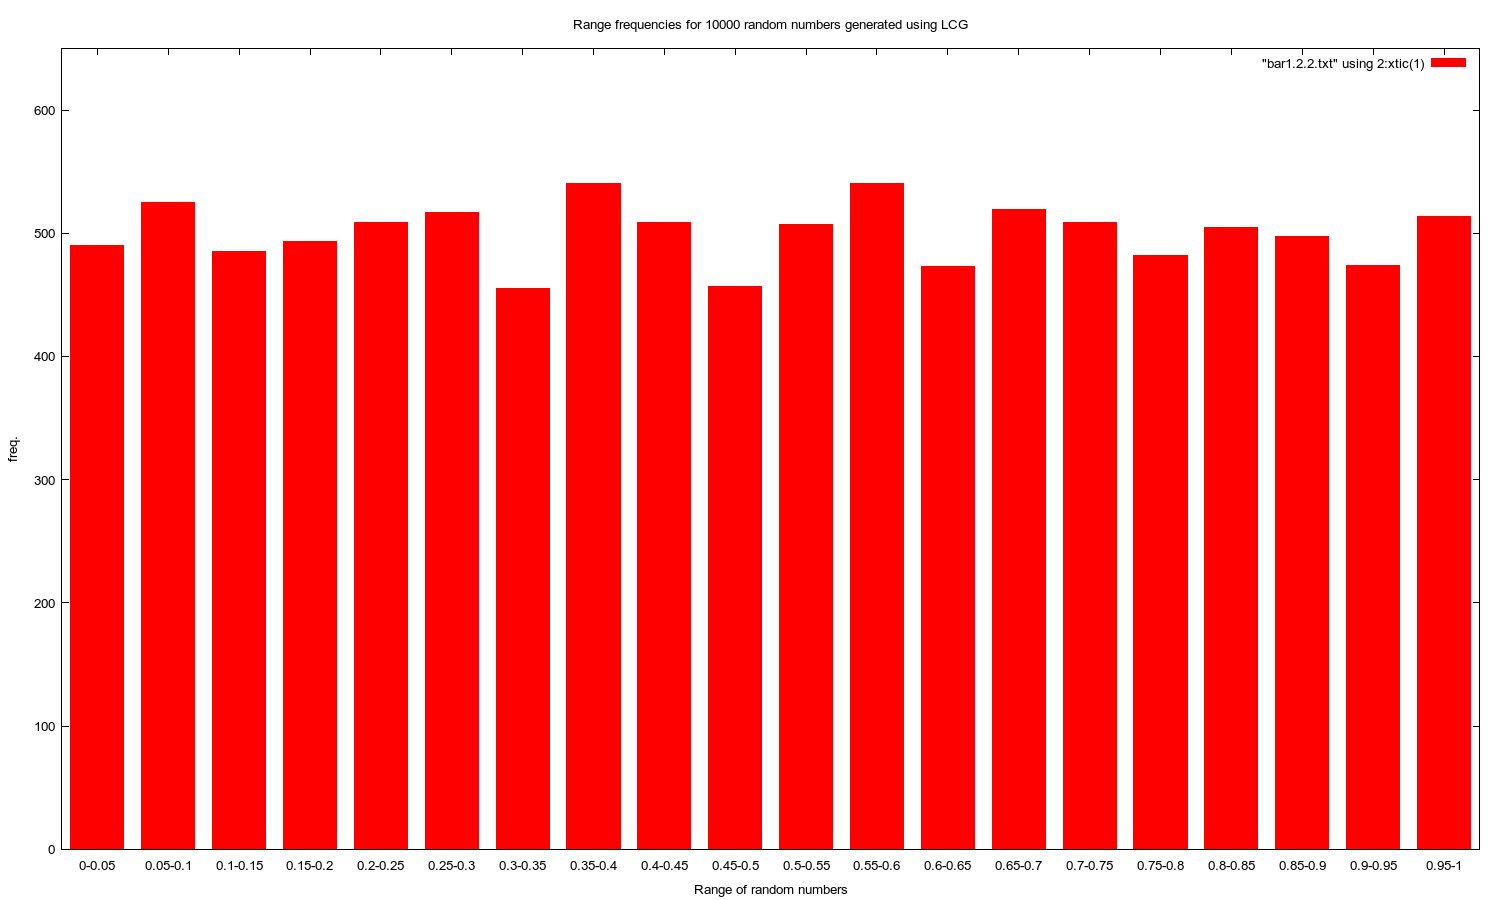 Range frequencies for 10000 random numbers generated using LCG
"bar1.2.2.txt" using 2:xtic(1)
600
500
400
300
200
100
0
freq.
0-0.05 0.05-0.1 0.1-0.15 0.15-0.2 0.2-0.25 0.25-0.3 0.3-0.35 0.35-0.4 0.4-0.45 0.45-0.5 0.5-0.55 0.55-0.6 0.6-0.65 0.65-0.7 0.7-0.75 0.75-0.8 0.8-0.85 0.85-0.9 0.9-0.95 0.95-1
Range of random numbers